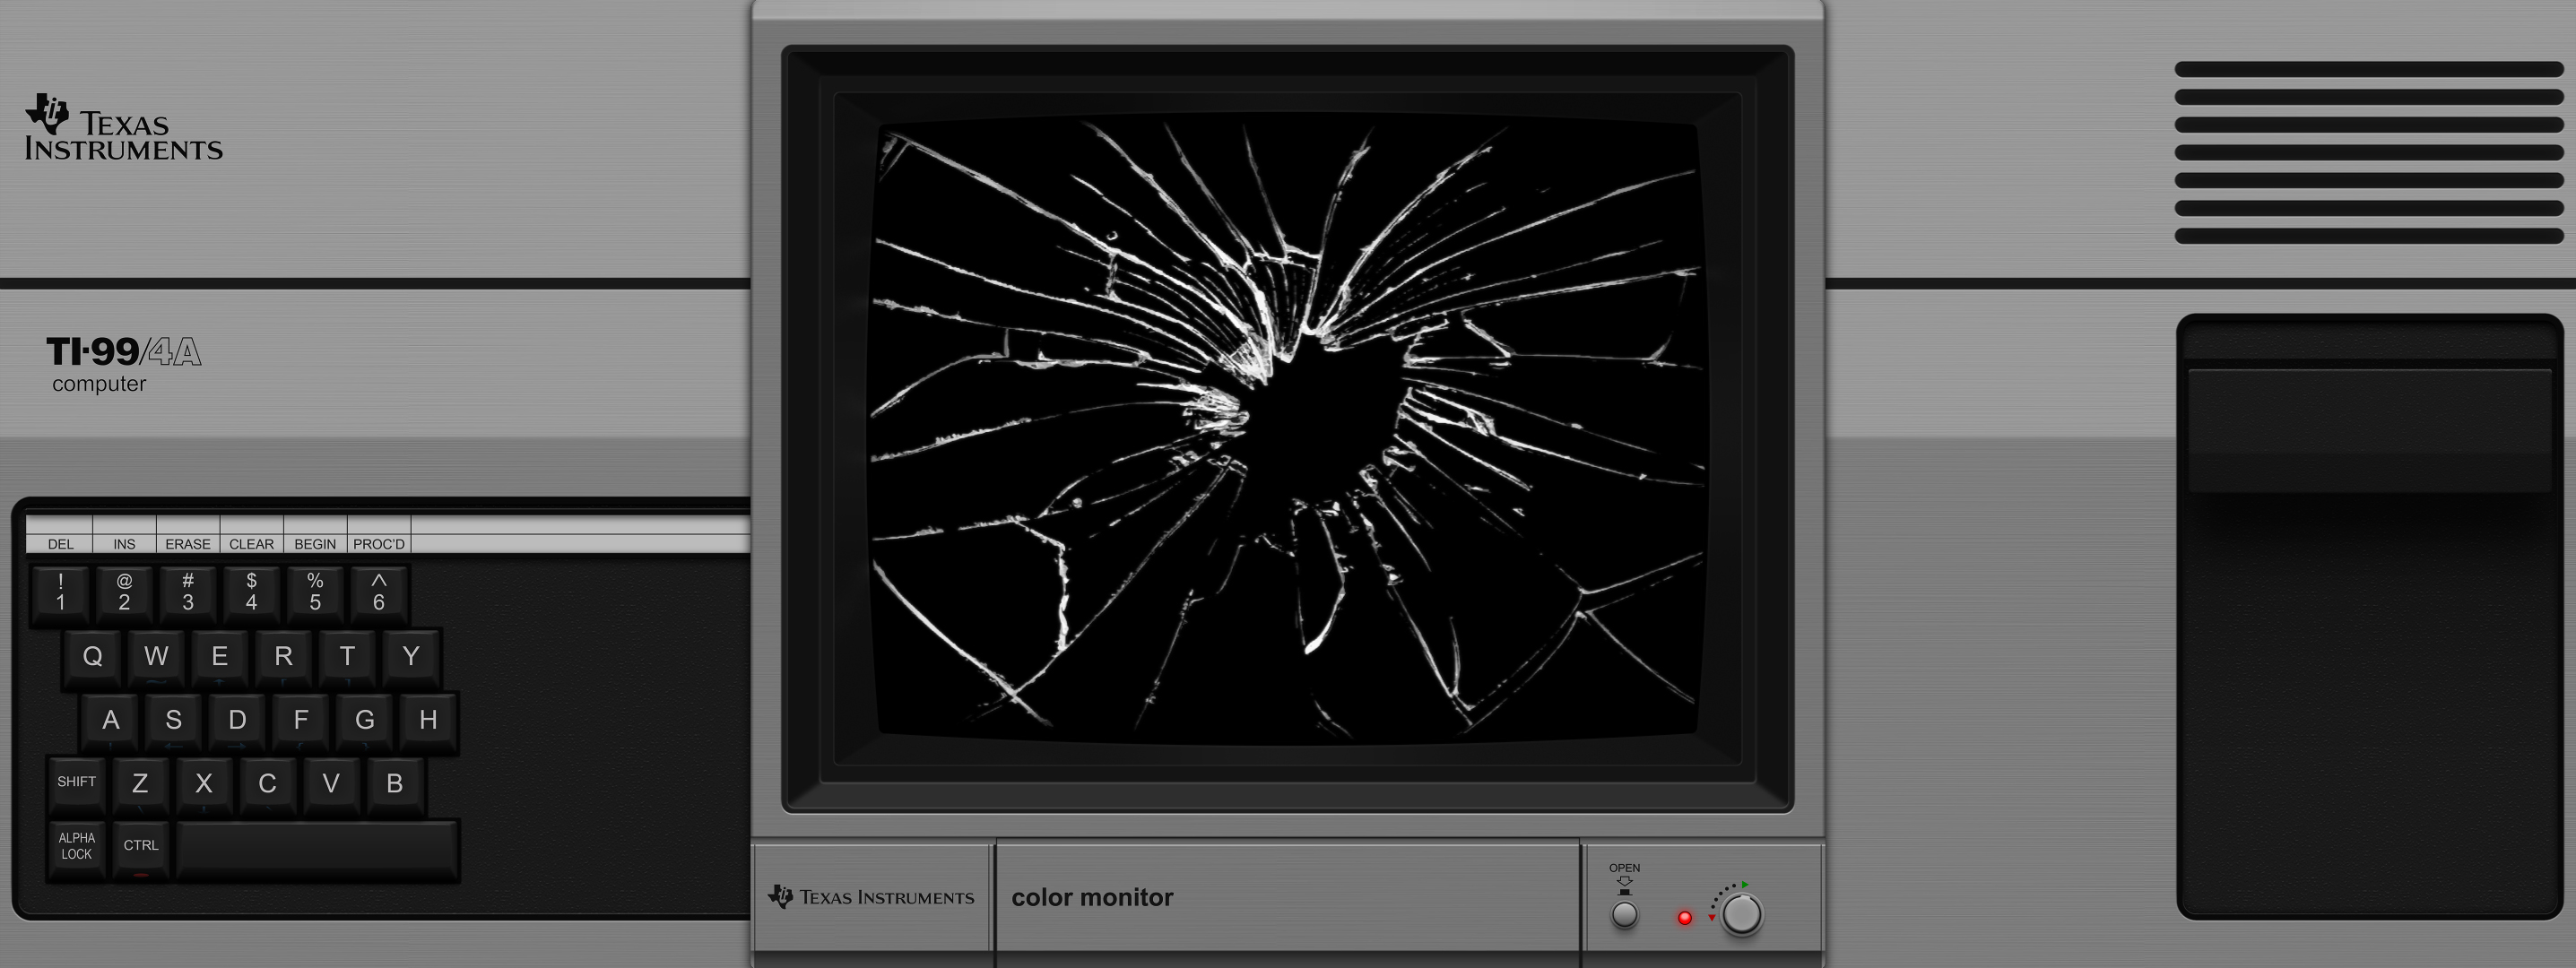 TEXAS
INSTRUMENTS
TI-99/4A
computer
DEL INS ERASE CLEAR BEGIN PROC'D
! @ # $ % ^
1 2 3 4 5 6
Q W E R T Y
A S D F G H
SHIFT Z X C V B
ALPHA
LOCK CTRL
TEXAS INSTRUMENTS
color monitor
OPEN